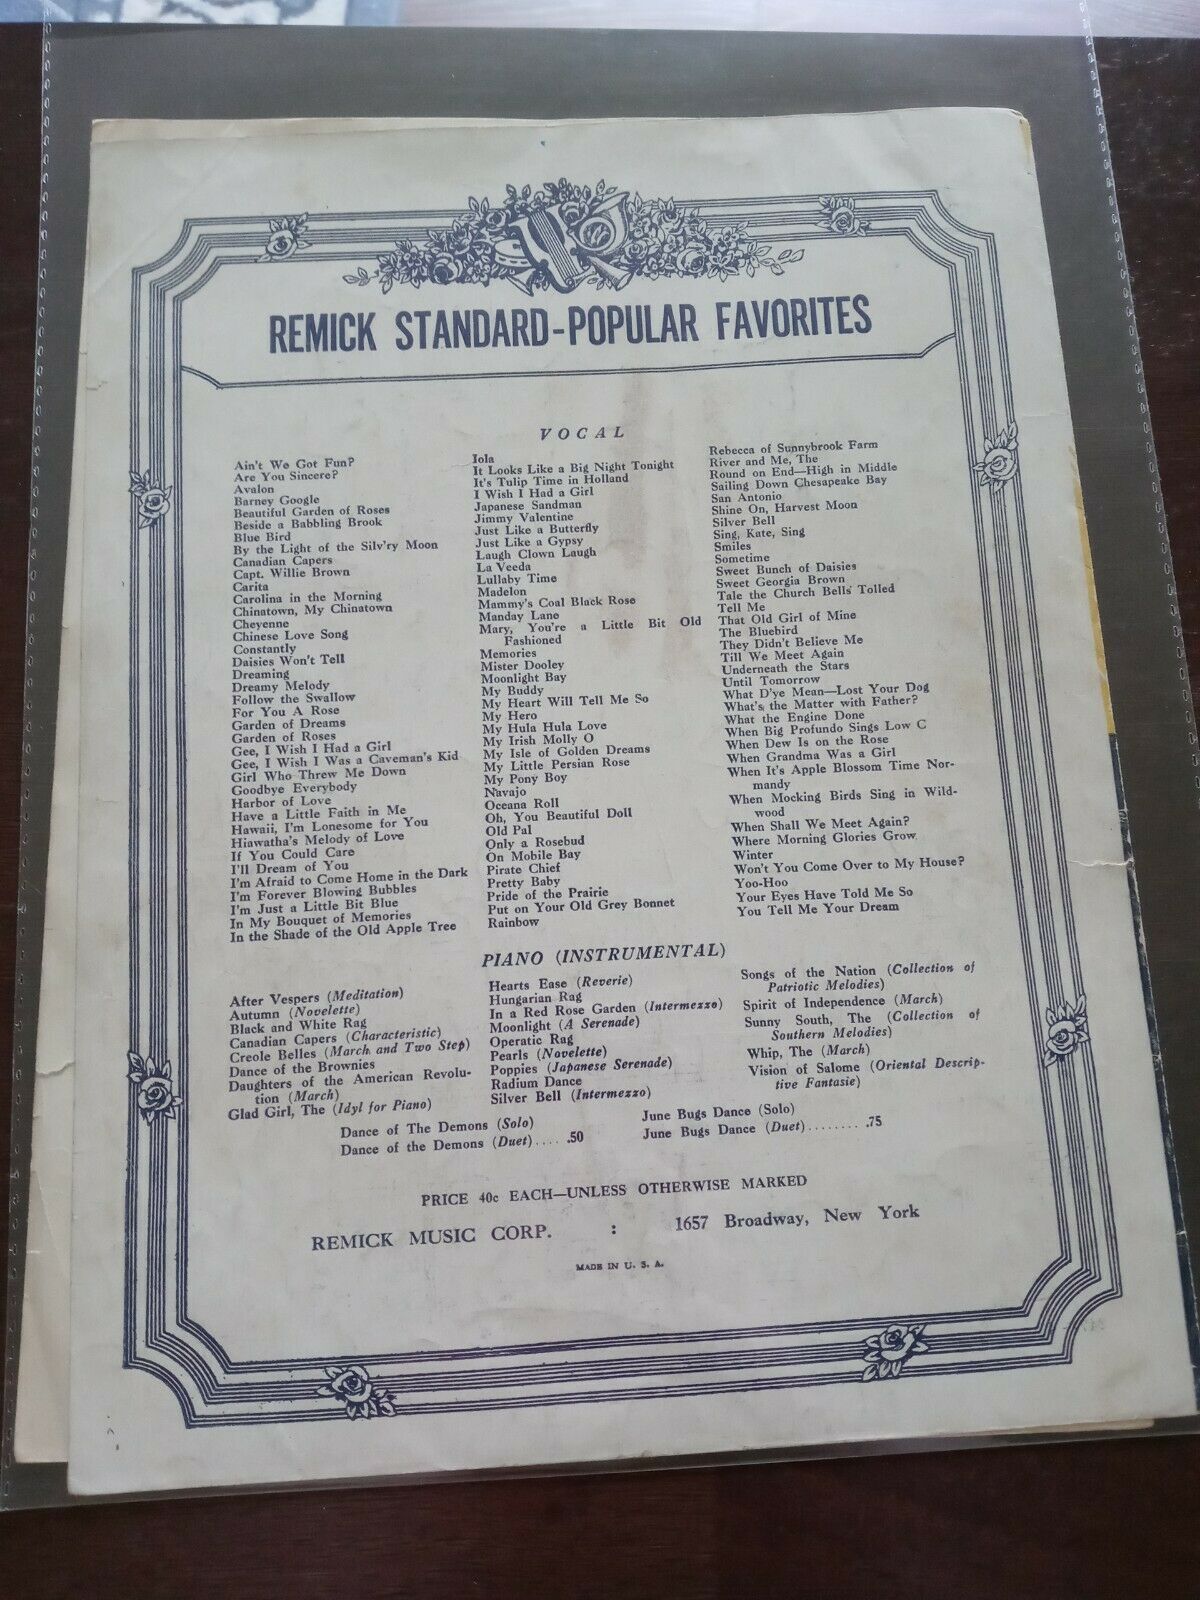 REMICK STANDARD-POPULAR FAVORITES
VOCAL
Ain't We Got Fun?
Are You Sincere?
Avalon
Barney Google
Beautiful Garden of Roses
Beside a Babbling Brook
Blue Bird
By the Light of the Silv'ry Moon
Canadian Capers
Capt. Willie Brown
Carita
Carolina in the Morning
Chinatown, My Chinatown
Cheyenne
Chinese Love Song
Constantly
Daisies Won't Tell
Dreaming
Dreamy Melody
Follow the Swallow
For You A Rose
Garden of Dreams
Garden of Roses
Gee, I Wish I Had a Girl
Gee, I Wish I Was a Caveman's Kid
Girl Who Threw Me Down
Goodbye Everybody
Harbor of Love
Have a Little Faith in Me
Hawaii, I'm Lonesome for You
Hiawatha's Melody of Love
If You Could Care
I'll Dream of You
I'm Afraid to Come Home in the Dark
I'm Forever Blowing Bubbles
I'm Just a Little Bit Blue
In My Bouquet of Memories
In the Shade of the Old Apple Tree
Iola
It Looks Like a Big Night Tonight
It's Tulip Time in Holland
I Wish I Had a Girl
Japanese Sandman
Jimmy Valentine
Just Like a Butterfly
Just Like a Gypsy
Laugh Clown Laugh
La Veeda
Lullaby Time
Madelon
Mammy's Coal Black Rose
Manday Lane
Mary, You're a Little Bit Old
Fashioned
Memories
Mister Dooley
Moonlight Bay
My Buddy
My Heart Will Tell Me So
My Hero
My Hula Hula Love
My Irish Molly O
My Isle of Golden Dreams
My Little Persian Rose
My Pony Boy
Navajo
Oceana Roll
Oh, You Beautiful Doll
Old Pal
Only a Rosebud
On Mobile Bay
Pirate Chief
Pretty Baby
Pride of the Prairie
Put on Your Old Grey Bonnet
Rainbow
Rebecca of Sunnybrook Farm
River and Me, The
Round on End—High in Middle
Sailing Down Chesapeake Bay
San Antonio
Shine On, Harvest Moon
Silver Bell
Sing, Kate, Sing
Smiles
Sometime
Sweet Bunch of Daisies
Sweet Georgia Brown
Tale the Church Bells Tolled
Tell Me
That Old Girl of Mine
The Bluebird
They Didn't Believe Me
Till We Meet Again
Underneath the Stars
Until Tomorrow
What D'ye Mean—Lost Your Dog
What's the Matter with Father?
What the Engine Done
When Big Profundo Sings Low C
When Dew Is on the Rose
When Grandma Was a Girl
When It's Apple Blossom Time Nor-
mandy
When Mocking Birds Sing in Wild-
wood
When Shall We Meet Again?
Where Morning Glories Grow
Winter
Won't You Come Over to My House?
Yoo-Hoo
Your Eyes Have Told Me So
You Tell Me Your Dream
PIANO (INSTRUMENTAL)
After Vespers (Meditation)
Autumn (Novelette)
Black and White Rag
Canadian Capers (Characteristic)
Creole Belles (March and Two Step)
Dance of the Brownies
Daughters of the American Revolu-
tion (March)
Glad Girl, The (Idyl for Piano)
Hearts Ease (Reverie)
Hungarian Rag
In a Red Rose Garden (Intermezzo)
Moonlight (A Serenade)
Operatic Rag
Pearls (Novelette)
Poppies (Japanese Serenade)
Radium Dance
Silver Bell (Intermezzo)
Songs of the Nation (Collection of
Patriotic Melodies)
Spirit of Independence (March)
Sunny South, The (Collection of
Southern Melodies)
Whip, The (March)
Vision of Salome (Oriental Descrip-
tive Fantasie)
Dance of The Demons (Solo)
Dance of the Demons (Duet).... .50
June Bugs Dance (Solo)
June Bugs Dance (Duet)........ .75
PRICE 40c EACH—UNLESS OTHERWISE MARKED
REMICK MUSIC CORP. : 1657 Broadway, New York
MADE IN U. S. A.